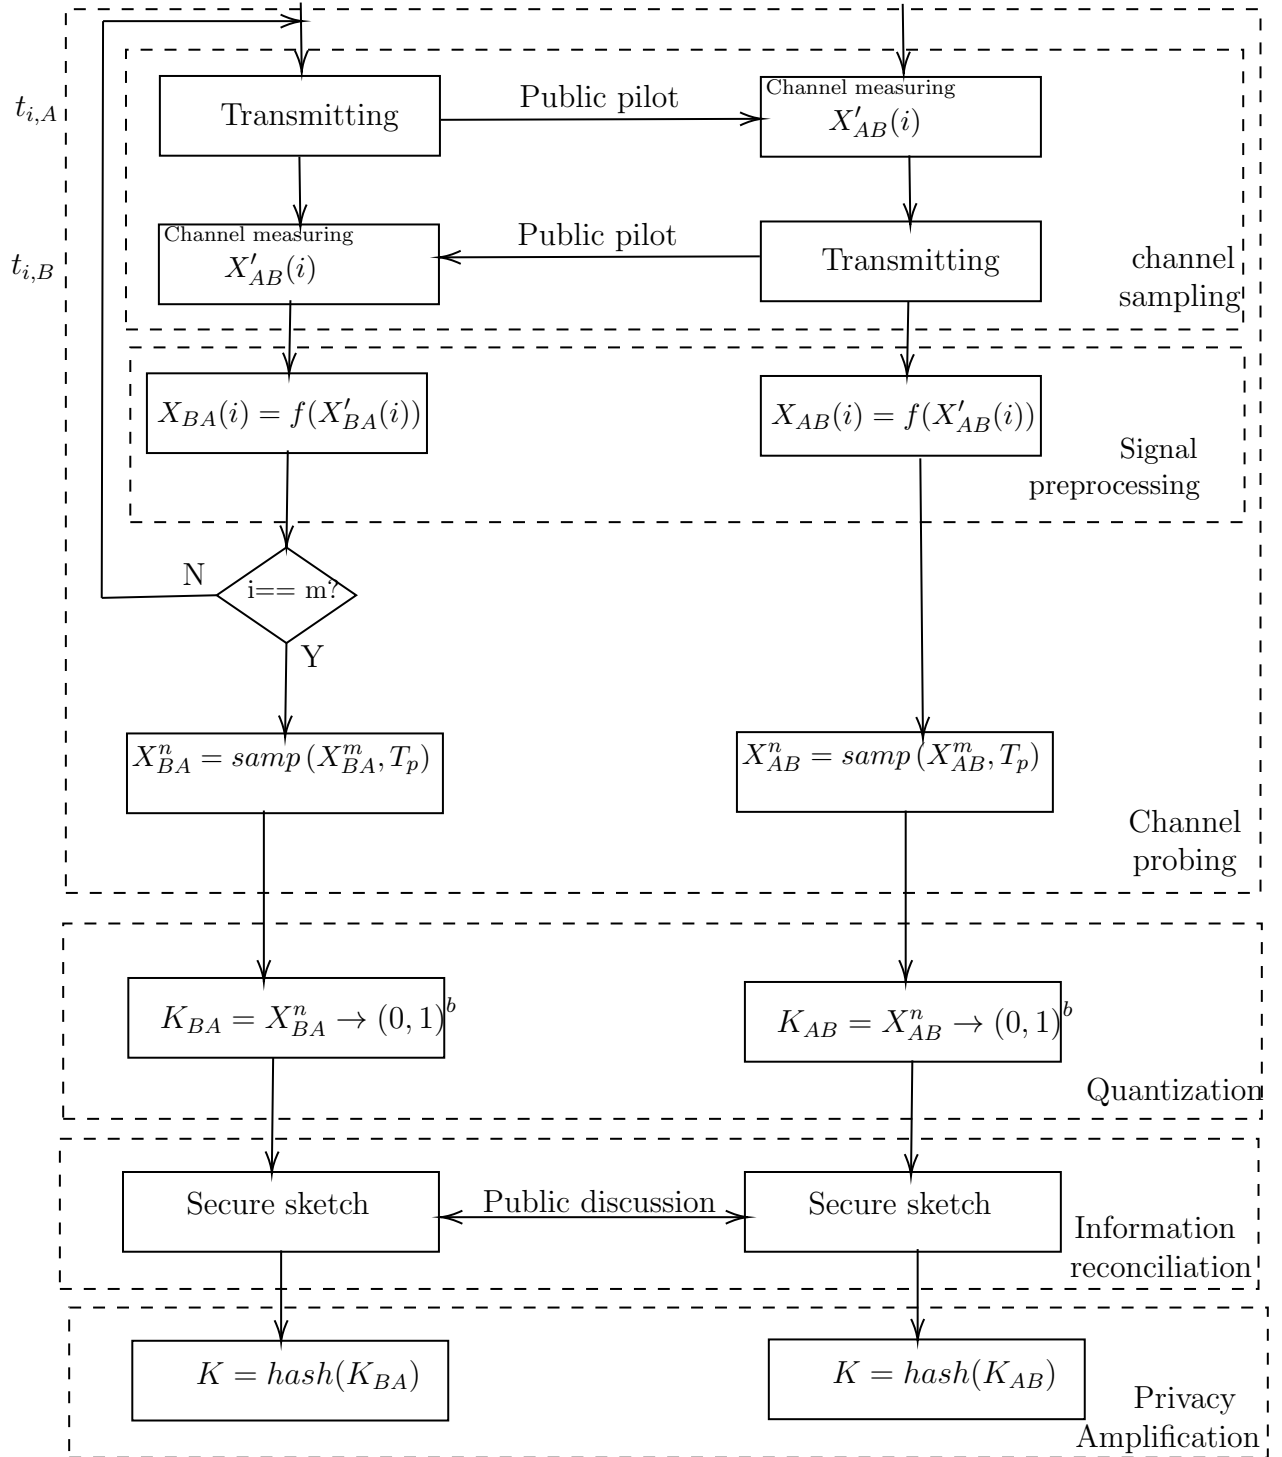 Public pilot
Channel measuring
t_{i,A}
Transmitting
X'_{AB}(i)
Public pilot
Channel measuring
t_{i,B}
X'_{AB}(i)
Transmitting
channel
sampling
X_{BA}(i) = f(X'_{BA}(i))
X_{AB}(i) = f(X'_{AB}(i))
Signal
preprocessing
N
i== m?
Y
X^n_{BA} = samp (X^m_{BA}, T_p)
X^n_{AB} = samp (X^m_{AB}, T_p)
Channel
probing
K_{BA} = X^n_{BA} → (0, 1)^b
K_{AB} = X^n_{AB} → (0, 1)^b
Quantization
Secure sketch
Public discussion
Secure sketch
Information
reconciliation
K = hash(K_{BA})
K = hash(K_{AB})
Privacy
Amplification